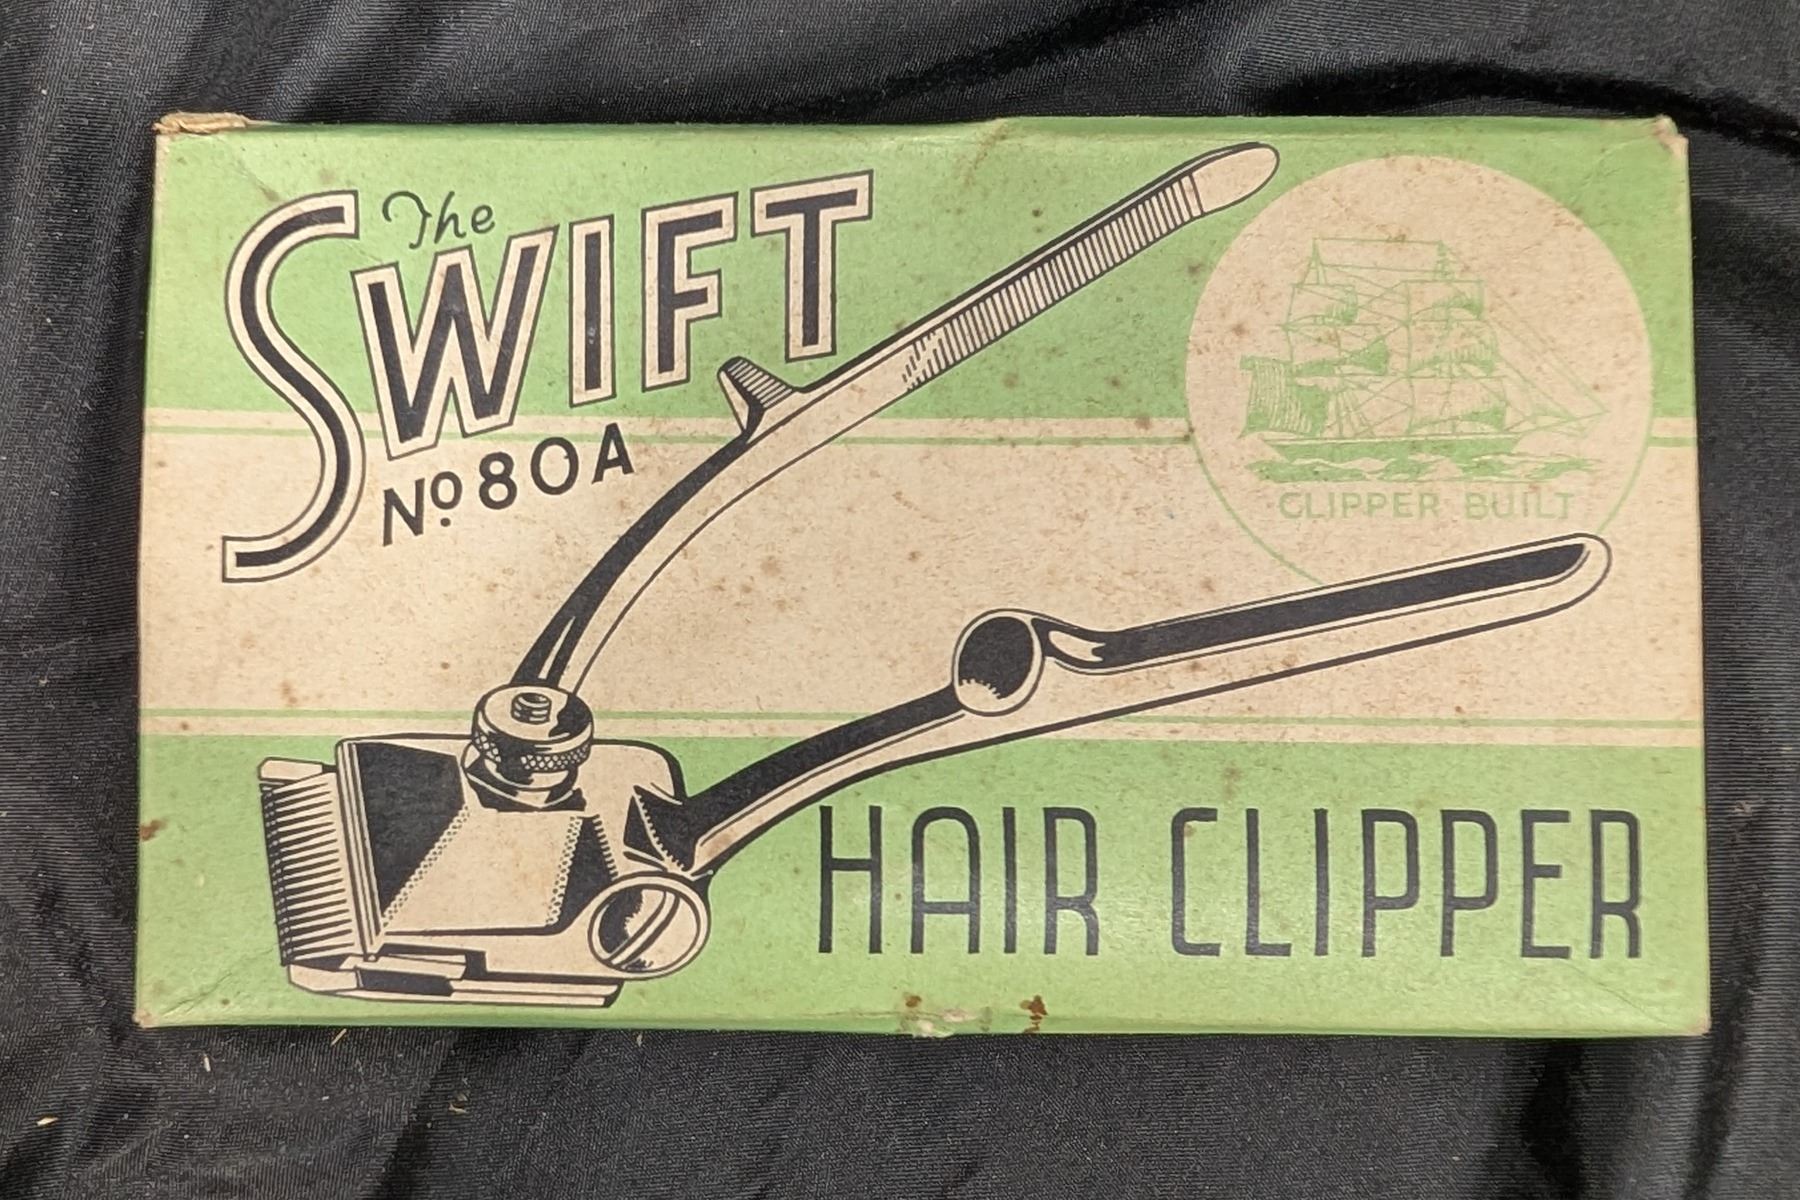 The
SWIFT
No 80A
CLIPPER BUILT
HAIR CLIPPER